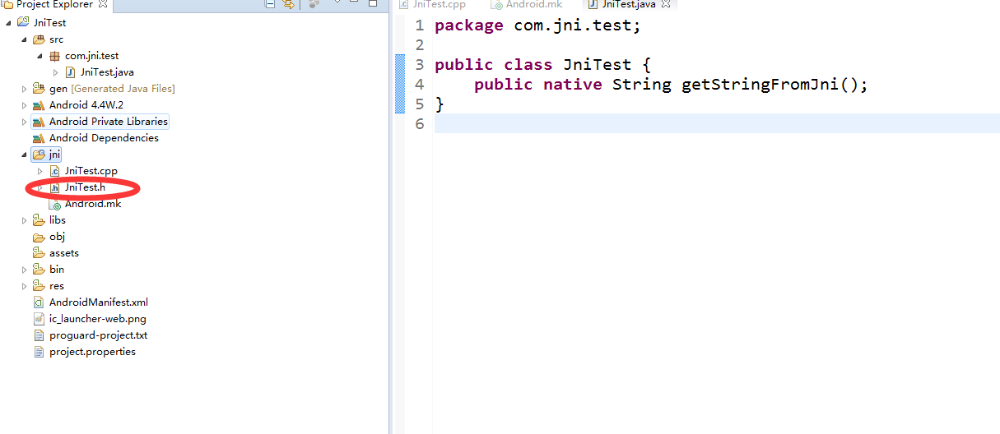 Project Explorer
JniTest
src
com.jni.test
JniTest.java
gen [Generated Java Files]
Android 4.4W.2
Android Private Libraries
Android Dependencies
jni
JniTest.cpp
JniTest.h
Android.mk
libs
obj
assets
bin
res
AndroidManifest.xml
ic_launcher-web.png
proguard-project.txt
project.properties
JniTest.cpp Android.mk JniTest.java
1 package com.jni.test;
2
3 public class JniTest {
4 public native String getStringFromJni();
5 }
6